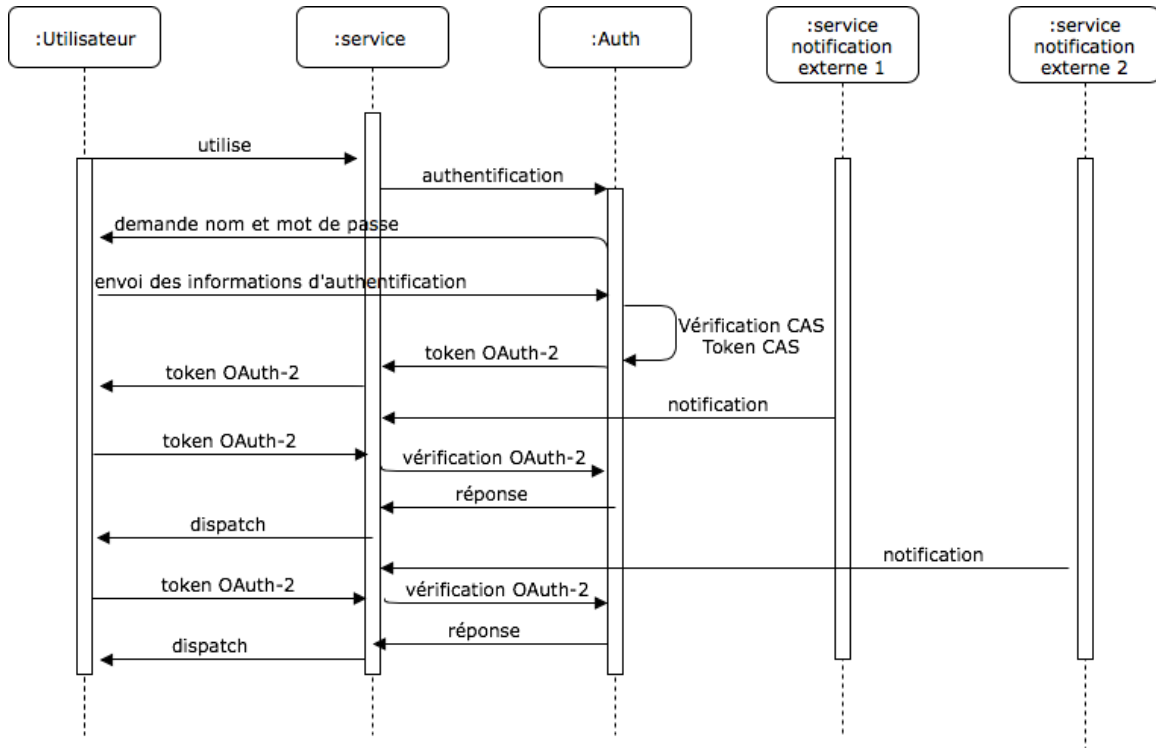 :Utilisateur
:service
:Auth
:service
notification
externe 1
:service
notification
externe 2
utilise
authentification
demande nom et mot de passe
envoi des informations d'authentification
Vérification CAS
Token CAS
token OAuth-2
token OAuth-2
notification
token OAuth-2
vérification OAuth-2
réponse
dispatch
notification
token OAuth-2
vérification OAuth-2
réponse
dispatch